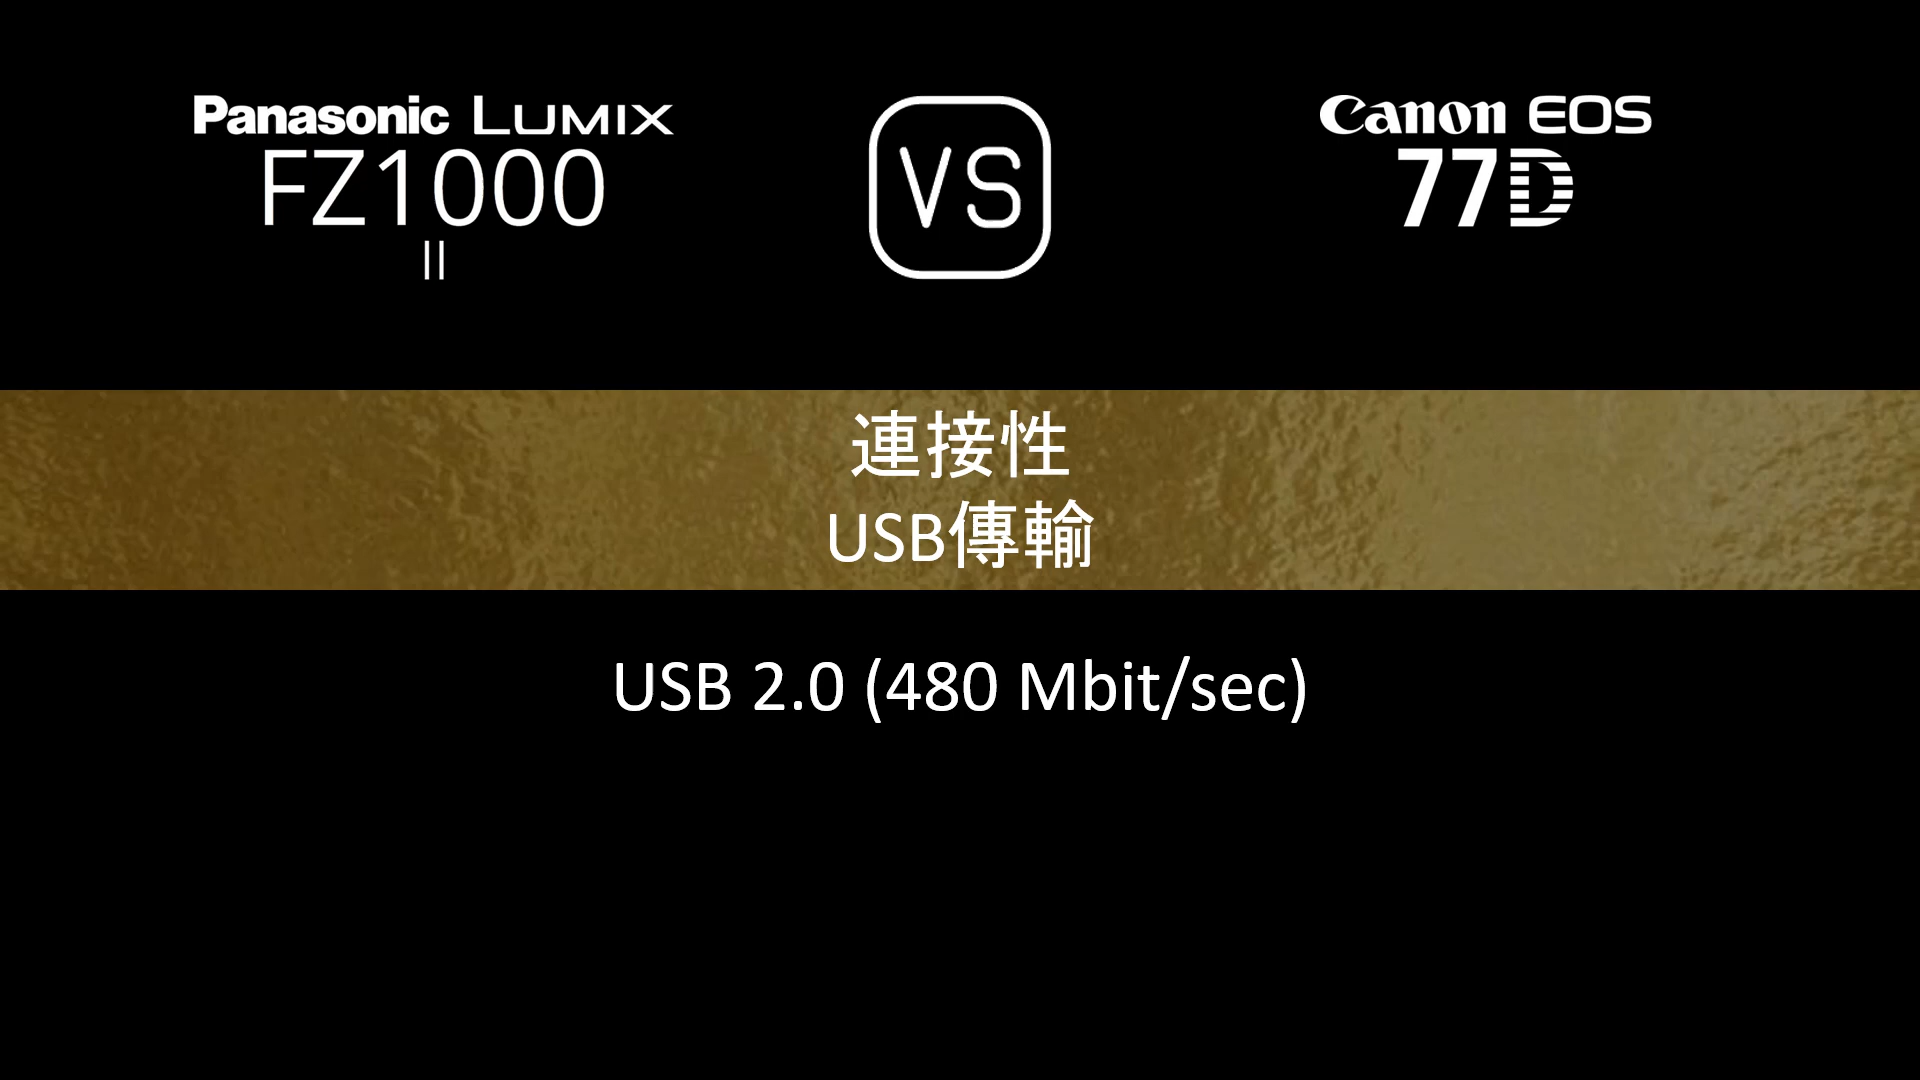 Panasonic LUMIX
FZ1000
II
VS
Canon EOS
77D
連接性
USB傳輸
USB 2.0 (480 Mbit/sec)